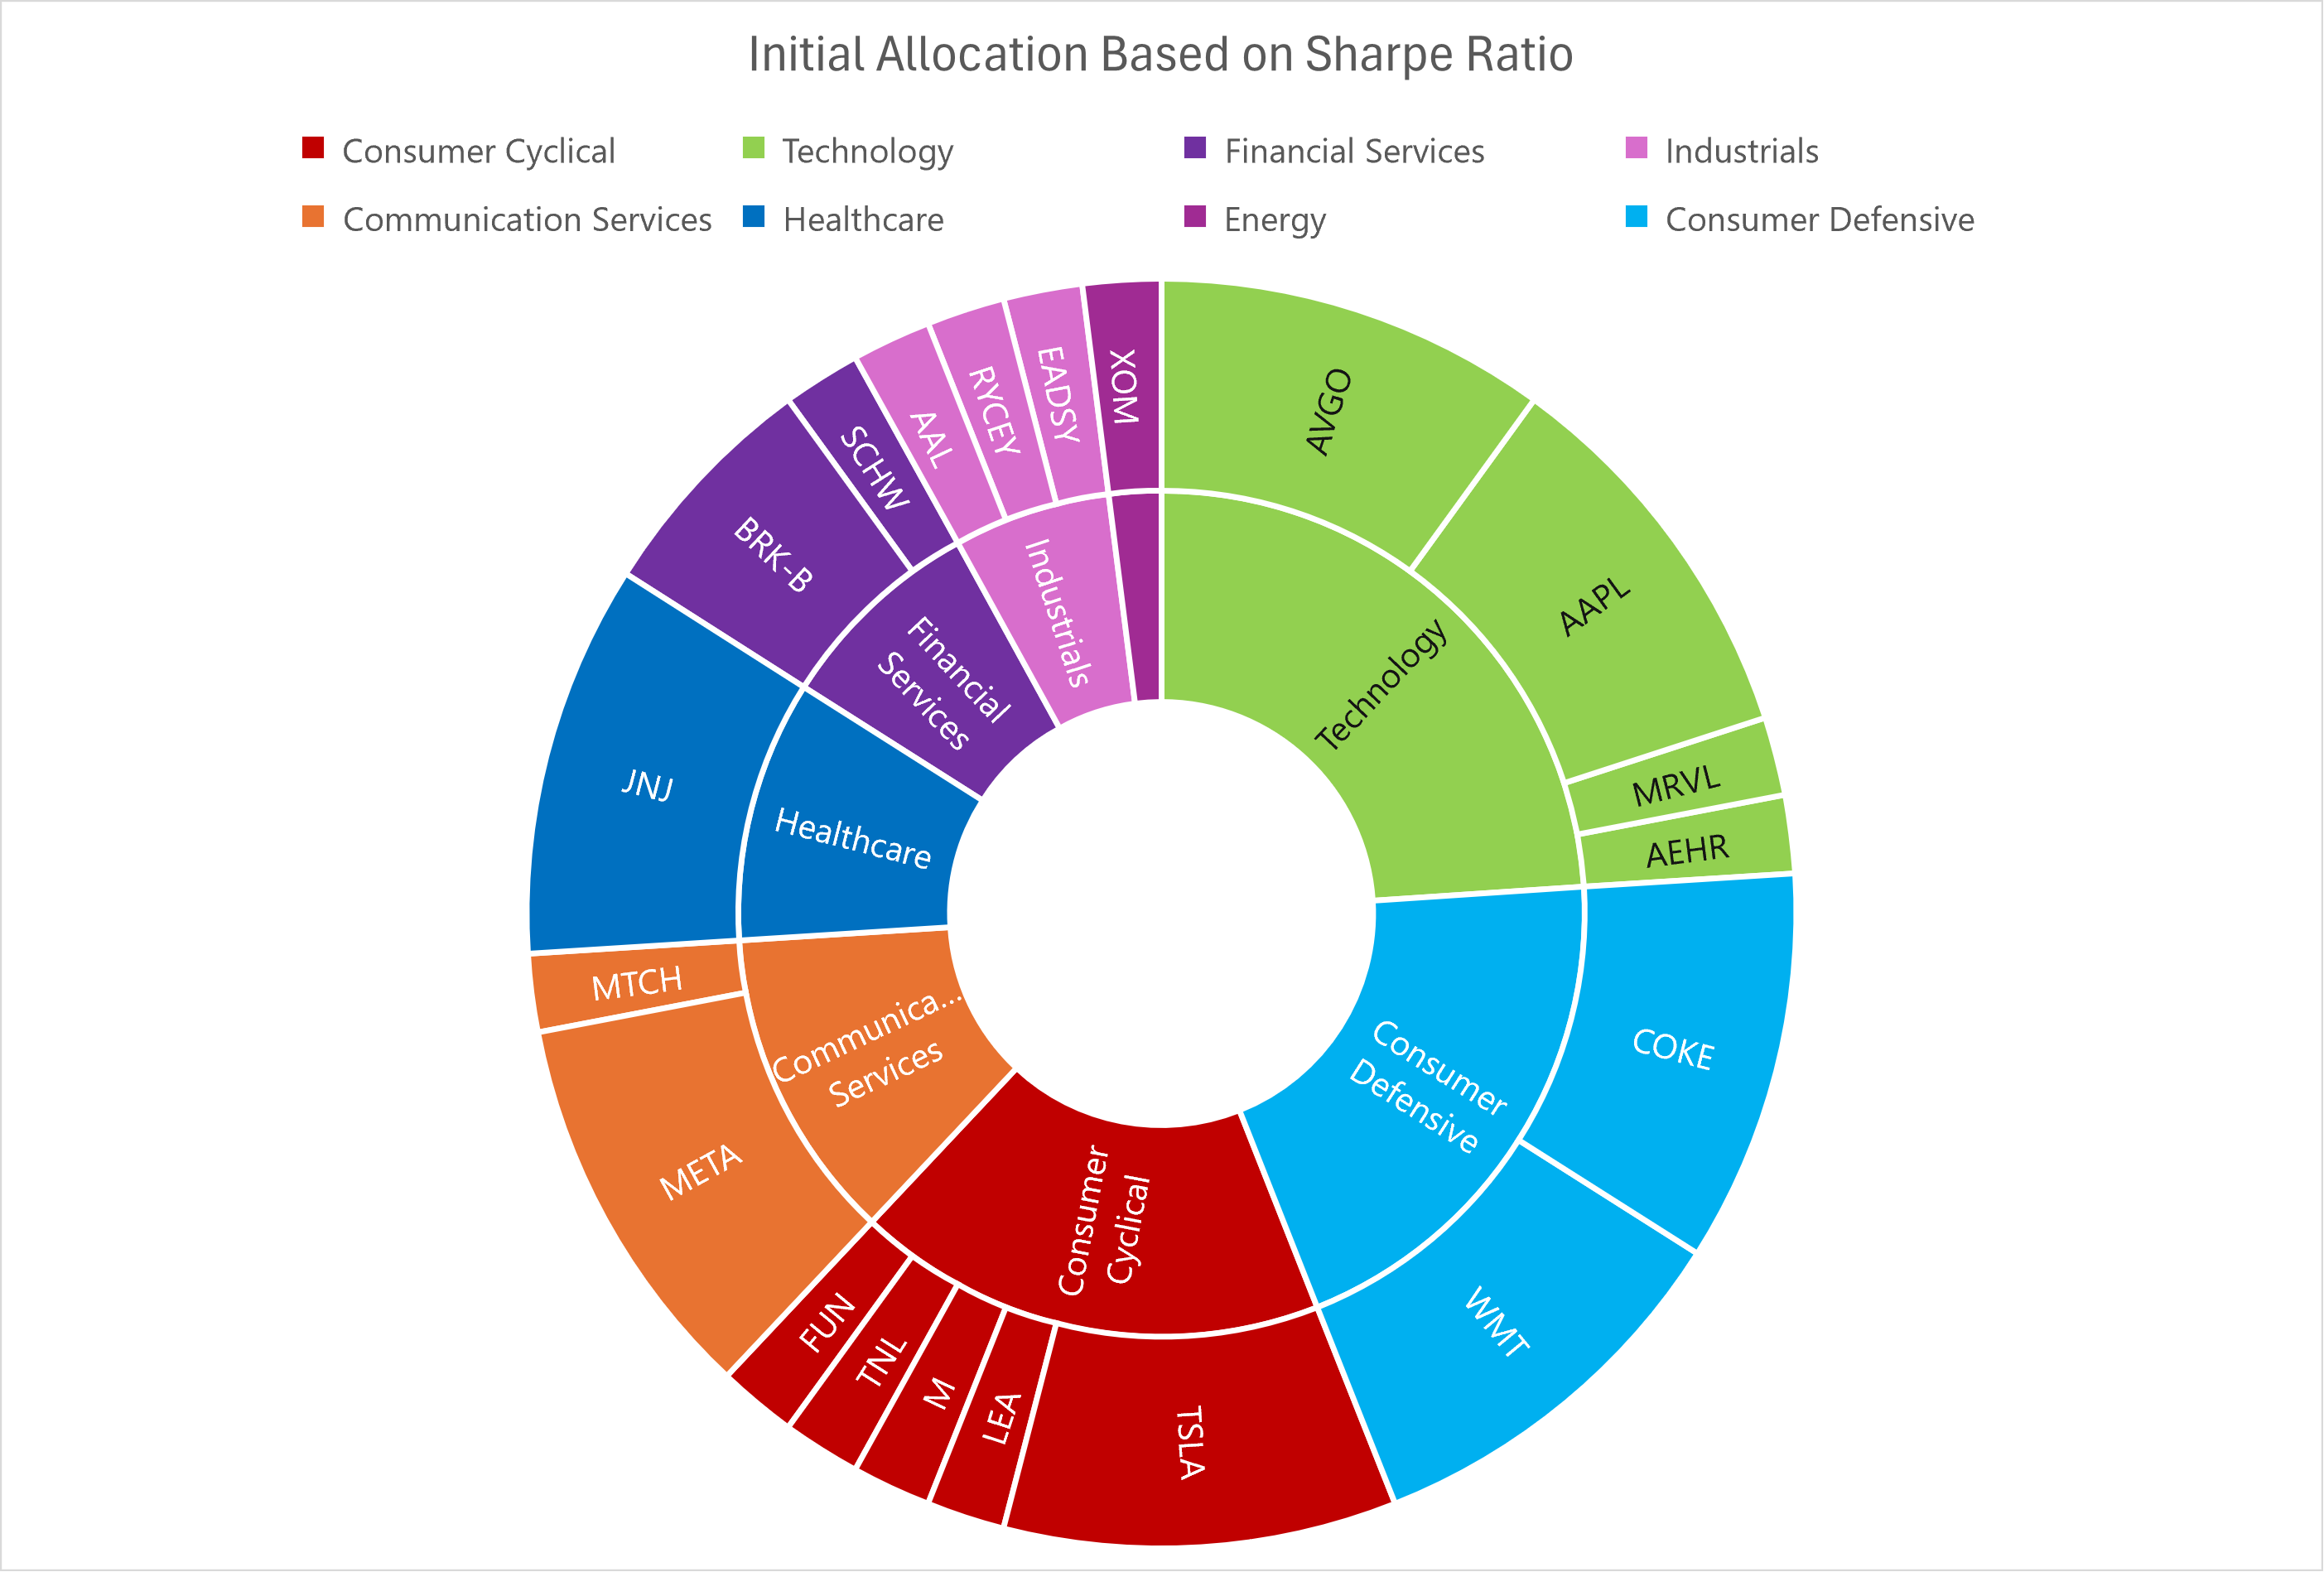 Initial Allocation Based on Sharpe Ratio
Consumer Cyclical
Technology
Financial Services
Industrials
Communication Services
Healthcare
Energy
Consumer Defensive
AVGO
AAPL
MRVL
AEHR
Technology
COKE
WMT
Consumer
Defensive
TSLA
LEA
M
TNL
FUN
Consumer
Cyclical
META
MTCH
Communica...
Services
JNJ
Healthcare
BRK-B
SCHW
Financial
Services
AAL
RYCEY
EADSY
Industrials
XOM